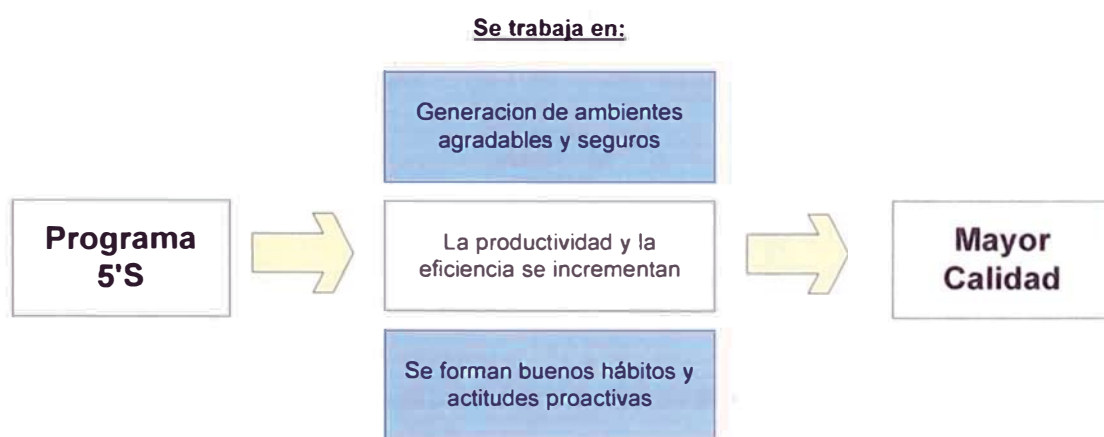 Se trabaja en:
Generacion de ambientes
agradables y seguros
Programa
5'S
La productividad y la
eficiencia se incrementan
Mayor
Calidad
Se forman buenos hábitos y
actitudes proactivas